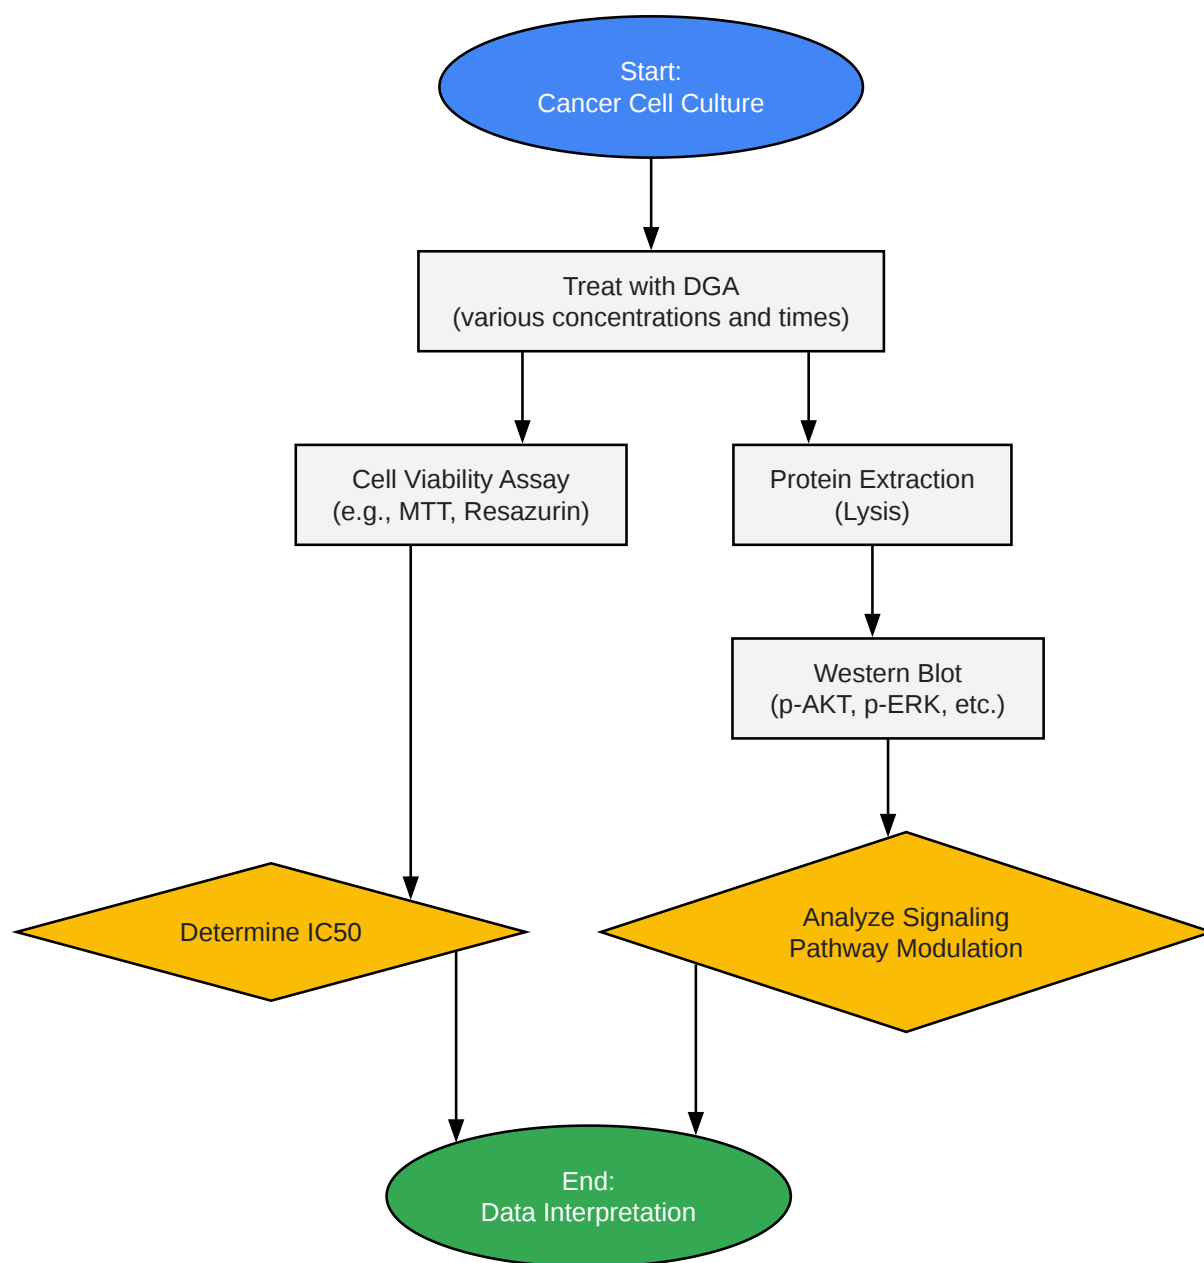 Start:
Cancer Cell Culture
Treat with DGA
(various concentrations and times)
Cell Viability Assay
(e.g., MTT, Resazurin)
Protein Extraction
(Lysis)
Western Blot
(p-AKT, p-ERK, etc.)
Determine IC50
Analyze Signaling
Pathway Modulation
End:
Data Interpretation